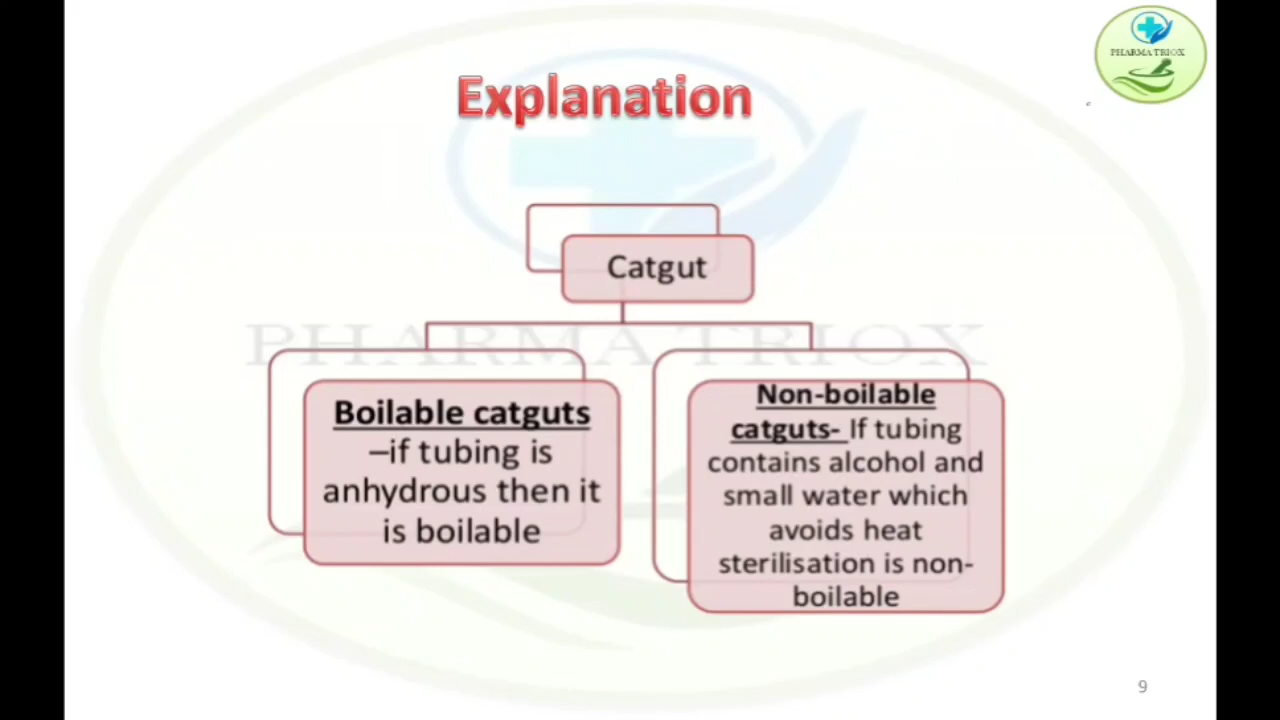 PHARMA TRIOX
Explanation
Catgut
PHARMA TRIOX
Boilable catguts
–if tubing is
anhydrous then it
is boilable
Non-boilable
catguts- If tubing
contains alcohol and
small water which
avoids heat
sterilisation is non-
boilable
9